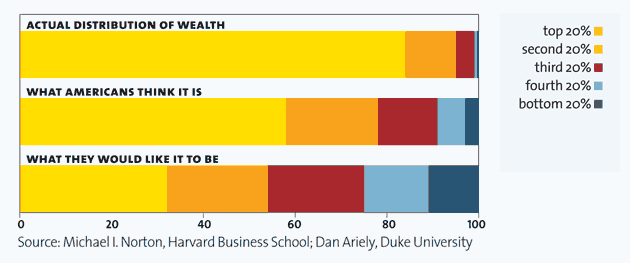 ACTUAL DISTRIBUTION OF WEALTH
WHAT AMERICANS THINK IT IS
WHAT THEY WOULD LIKE IT TO BE
0 20 40 60 80 100
Source: Michael I. Norton, Harvard Business School; Dan Ariely, Duke University
top 20%
second 20%
third 20%
fourth 20%
bottom 20%